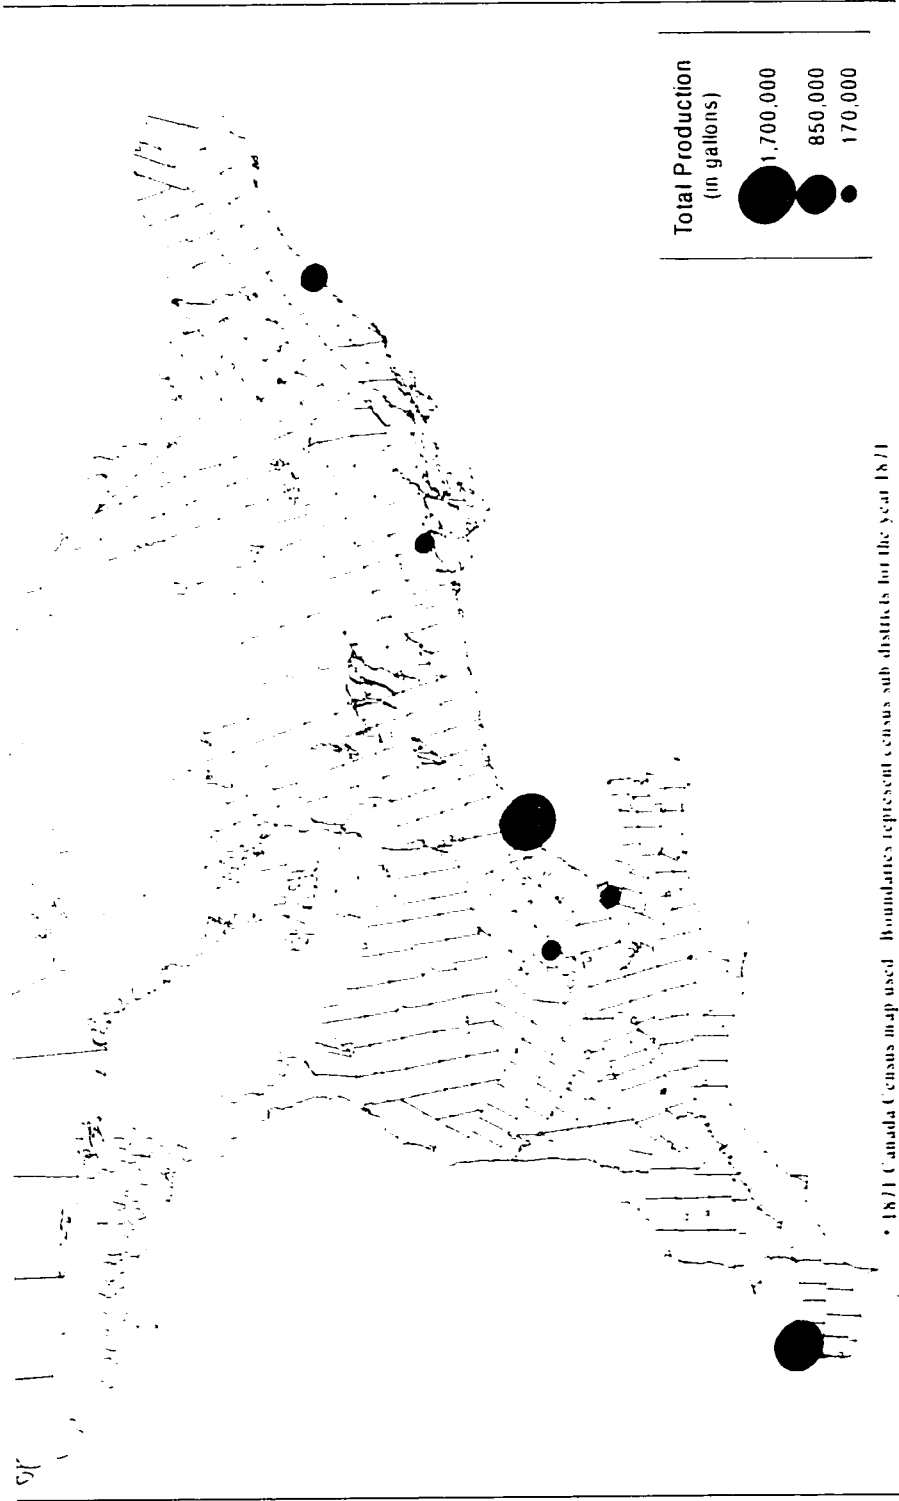 Total Production
(in gallons)
1,700,000
850,000
170,000
* 1871 Canada Census map used Boundaries represent census sub districts for the year 1871